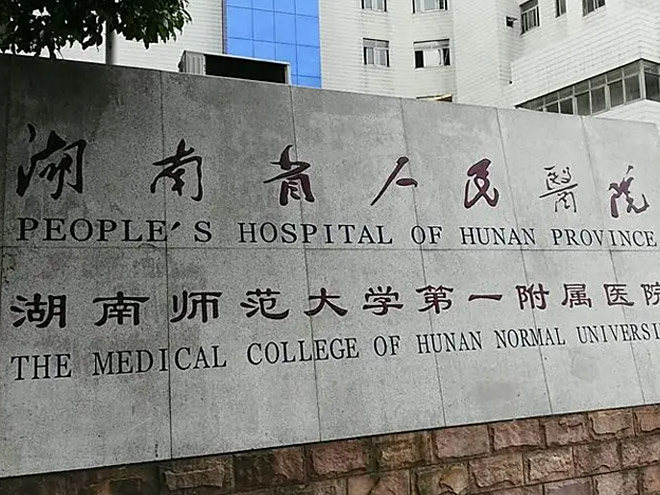 湖南省人民醫院
PEOPLE'S HOSPITAL OF HUNAN PROVINCE
湖南师范大学第一附属医院
THE MEDICAL COLLEGE OF HUNAN NORMAL UNIVERSI